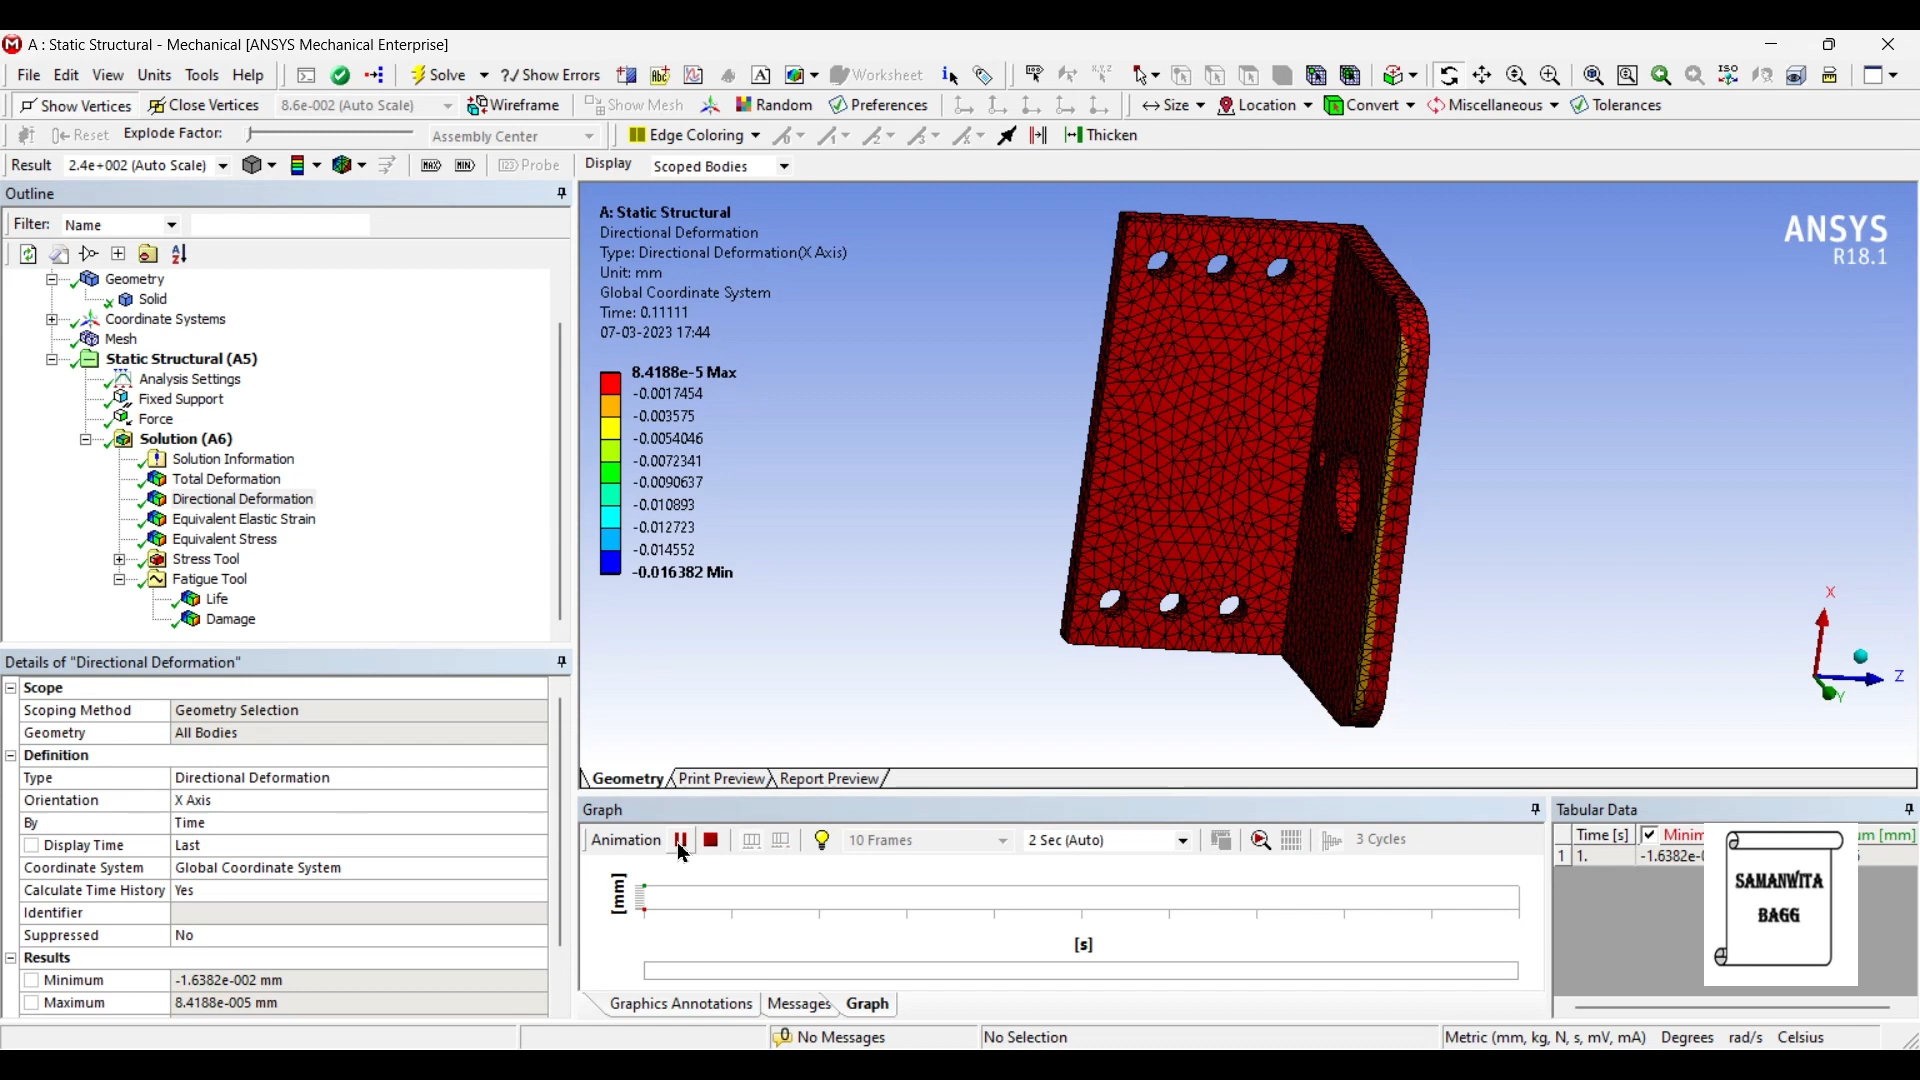 A : Static Structural - Mechanical [ANSYS Mechanical Enterprise]
File Edit View Units Tools Help Solve ?/ Show Errors Worksheet
Show Vertices Close Vertices 8.6e-002 (Auto Scale) Wireframe Show Mesh Random Preferences Size Location Convert Miscellaneous Tolerances
Reset Explode Factor: Assembly Center Edge Coloring Thicken
Result 2.4e+002 (Auto Scale) MAX MIN Probe Display Scoped Bodies
Outline
Filter: Name
Geometry
Solid
Coordinate Systems
Mesh
Static Structural (A5)
Analysis Settings
Fixed Support
Force
Solution (A6)
Solution Information
Total Deformation
Directional Deformation
Equivalent Elastic Strain
Equivalent Stress
Stress Tool
Fatigue Tool
Life
Damage
Details of "Directional Deformation"
Scope
Scoping Method Geometry Selection
Geometry All Bodies
Definition
Type Directional Deformation
Orientation X Axis
By Time
Display Time Last
Coordinate System Global Coordinate System
Calculate Time History Yes
Identifier
Suppressed No
Results
Minimum -1.6382e-002 mm
Maximum 8.4188e-005 mm
A: Static Structural
Directional Deformation
Type: Directional Deformation(X Axis)
Unit: mm
Global Coordinate System
Time: 0.11111
07-03-2023 17:44
8.4188e-5 Max
-0.0017454
-0.003575
-0.0054046
-0.0072341
-0.0090637
-0.010893
-0.012723
-0.014552
-0.016382 Min
ANSYS
R18.1
X
Z
Y
Geometry Print Preview Report Preview
Graph
Animation 10 Frames 2 Sec (Auto) 3 Cycles
[mm]
[s]
Graphics Annotations Messages Graph
Tabular Data
Time [s] Minim um [mm]
1 1. -1.6382e-
SAMANWITA
BAGG
0 No Messages No Selection Metric (mm, kg, N, s, mV, mA) Degrees rad/s Celsius